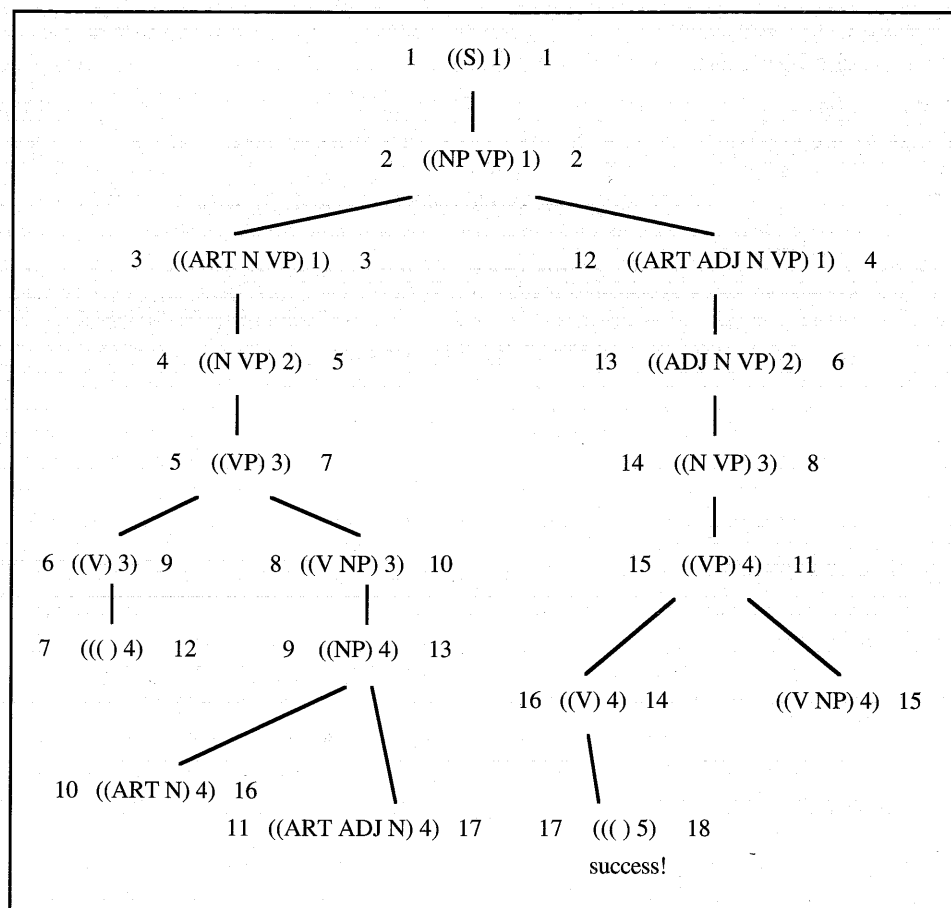 1 ((S) 1) 1
2 ((NP VP) 1) 2
3 ((ART N VP) 1) 3 12 ((ART ADJ N VP) 1) 4
4 ((N VP) 2) 5 13 ((ADJ N VP) 2) 6
5 ((VP) 3) 7 14 ((N VP) 3) 8
6 ((V) 3) 9 8 ((V NP) 3) 10 15 ((VP) 4) 11
7 ((( ) 4) 12 9 ((NP) 4) 13
16 ((V) 4) 14 ((V NP) 4) 15
10 ((ART N) 4) 16
11 ((ART ADJ N) 4) 17 17 ((( ) 5) 18
success!